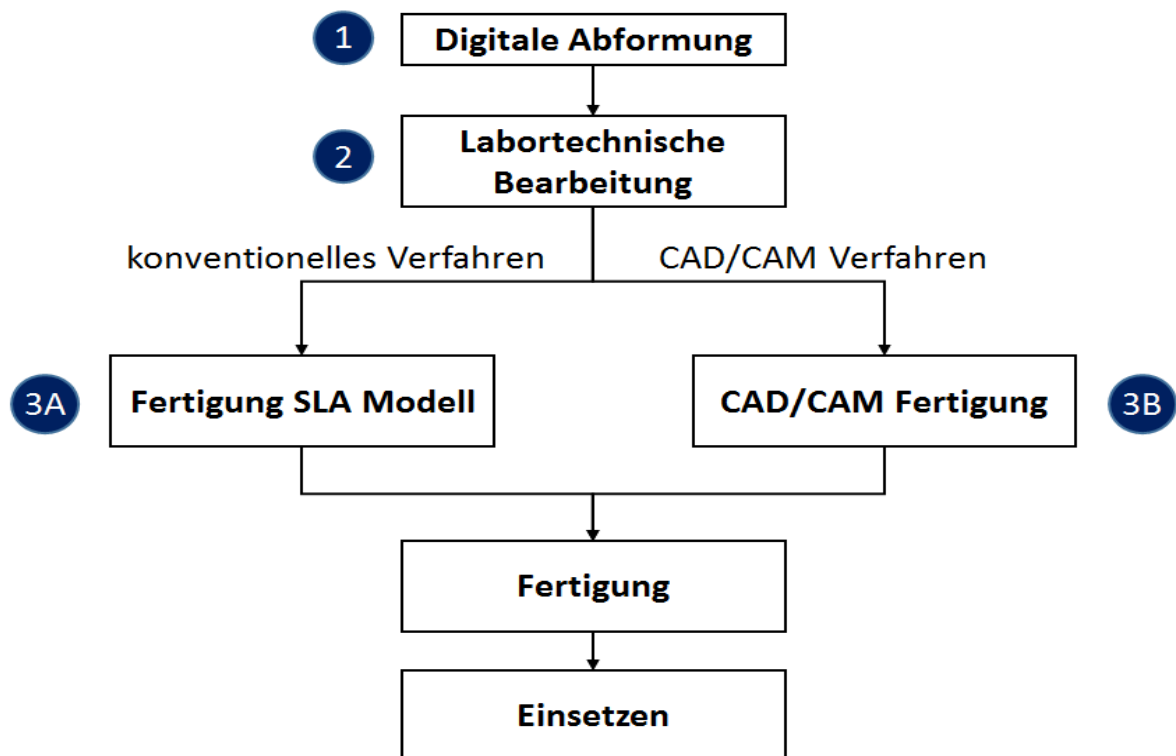 1
Digitale Abformung
2
Labortechnische
Bearbeitung
konventionelles Verfahren
CAD/CAM Verfahren
3A
Fertigung SLA Modell
CAD/CAM Fertigung
3B
Fertigung
Einsetzen